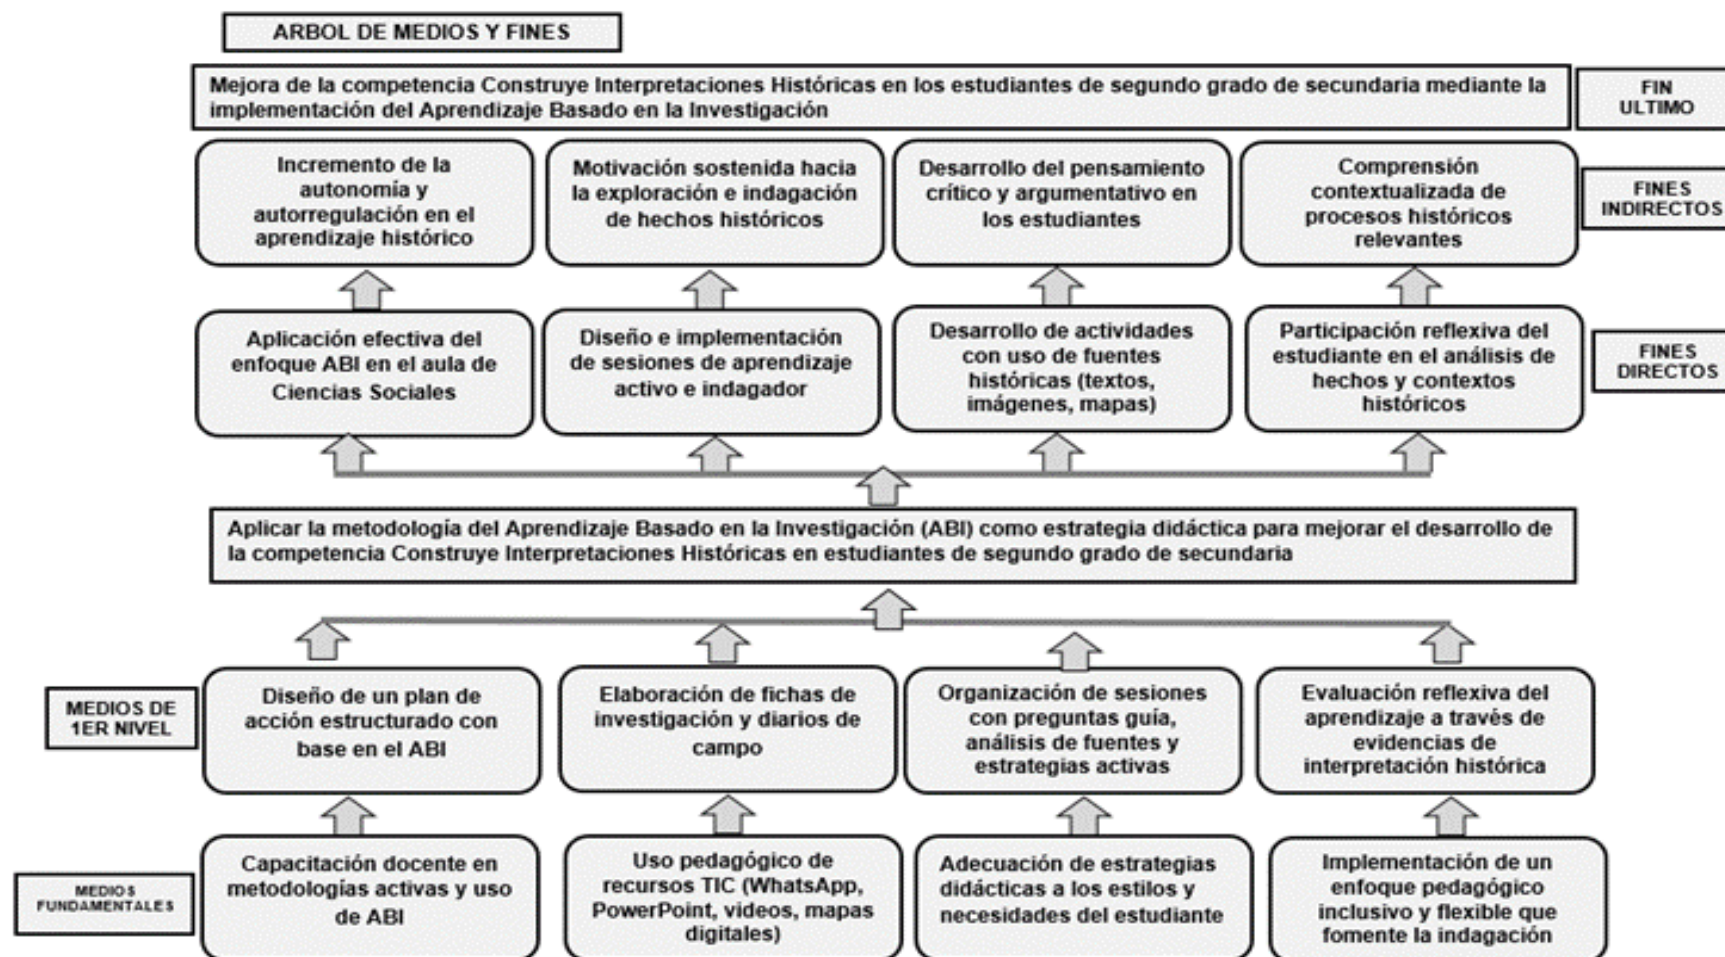 ARBOL DE MEDIOS Y FINES
Mejora de la competencia Construye Interpretaciones Históricas en los estudiantes de segundo grado de secundaria mediante la
implementación del Aprendizaje Basado en la Investigación
FIN
ULTIMO
Incremento de la
autonomía y
autorregulación en el
aprendizaje histórico
Motivación sostenida hacia
la exploración e indagación
de hechos históricos
Desarrollo del pensamiento
crítico y argumentativo en
los estudiantes
Comprensión
contextualizada de
procesos históricos
relevantes
FINES
INDIRECTOS
Aplicación efectiva del
enfoque ABI en el aula de
Ciencias Sociales
Diseño e implementación
de sesiones de aprendizaje
activo e indagador
Desarrollo de actividades
con uso de fuentes
históricas (textos,
imágenes, mapas)
Participación reflexiva del
estudiante en el análisis de
hechos y contextos
históricos
FINES
DIRECTOS
Aplicar la metodología del Aprendizaje Basado en la Investigación (ABI) como estrategia didáctica para mejorar el desarrollo de
la competencia Construye Interpretaciones Históricas en estudiantes de segundo grado de secundaria
MEDIOS DE
1ER NIVEL
Diseño de un plan de
acción estructurado con
base en el ABI
Elaboración de fichas de
investigación y diarios de
campo
Organización de sesiones
con preguntas guía,
análisis de fuentes y
estrategias activas
Evaluación reflexiva del
aprendizaje a través de
evidencias de
interpretación histórica
MEDIOS
FUNDAMENTALES
Capacitación docente en
metodologías activas y uso
de ABI
Uso pedagógico de
recursos TIC (WhatsApp,
PowerPoint, videos, mapas
digitales)
Adecuación de estrategias
didácticas a los estilos y
necesidades del estudiante
Implementación de un
enfoque pedagógico
inclusivo y flexible que
fomente la indagación